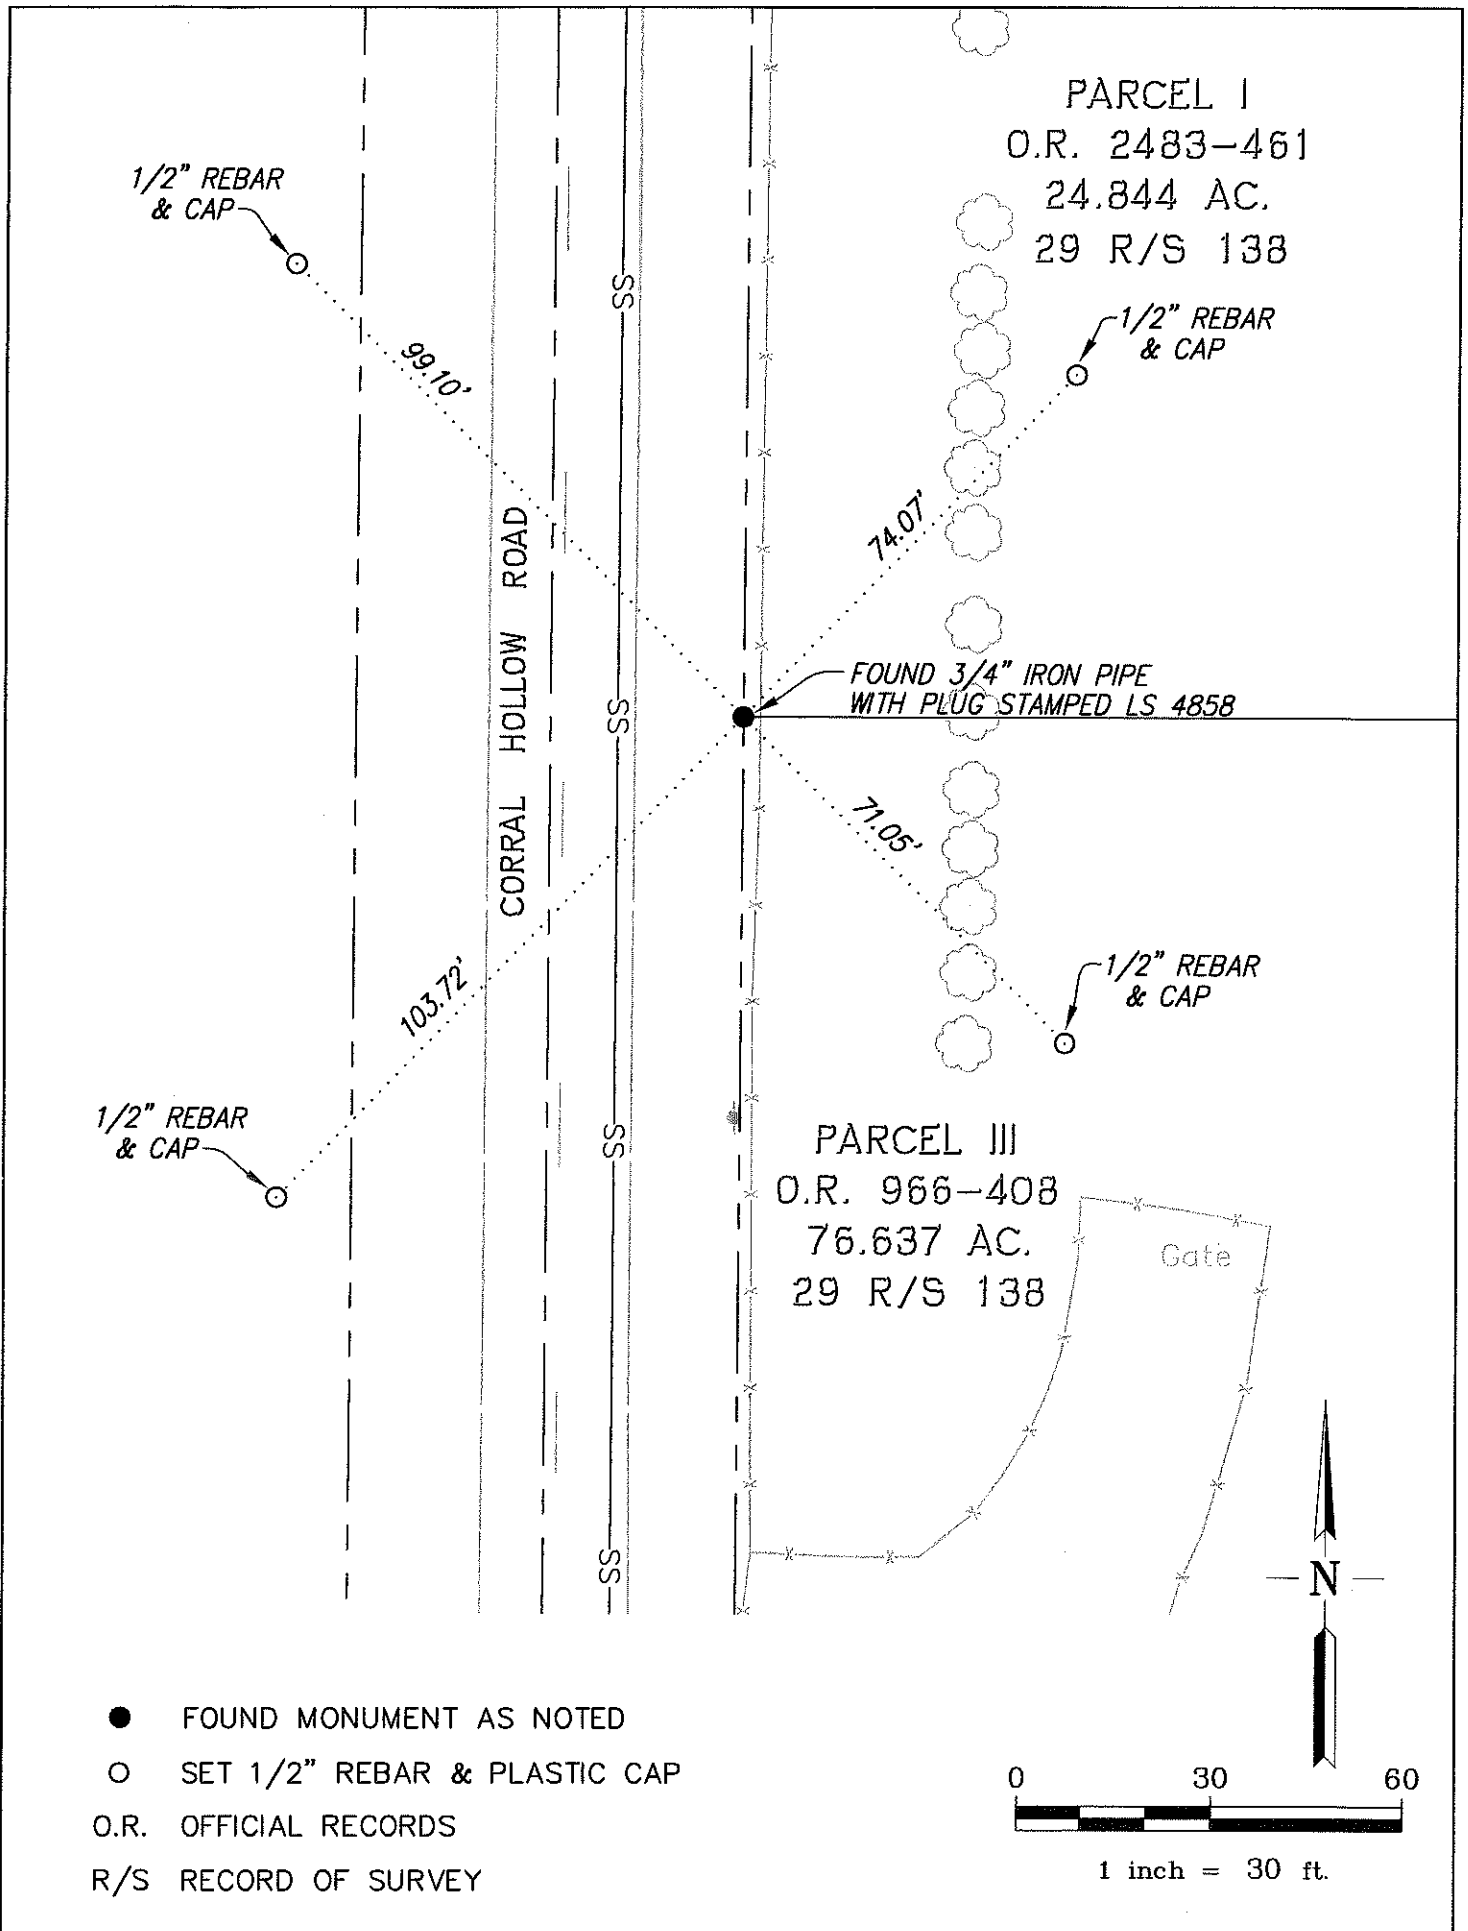 PARCEL I
O.R. 2483-461
24.844 AC.
29 R/S 138
1/2" REBAR
& CAP
1/2" REBAR
& CAP
99.10'
74.07'
SS
CORRAL HOLLOW ROAD
FOUND 3/4" IRON PIPE
WITH PLUG STAMPED LS 4858
SS
71.05'
103.72'
1/2" REBAR
& CAP
1/2" REBAR
& CAP
SS
PARCEL III
O.R. 966-408
76.637 AC.
29 R/S 138
Gate
SS
N
● FOUND MONUMENT AS NOTED
○ SET 1/2" REBAR & PLASTIC CAP
O.R. OFFICIAL RECORDS
R/S RECORD OF SURVEY
0 30 60
1 inch = 30 ft.